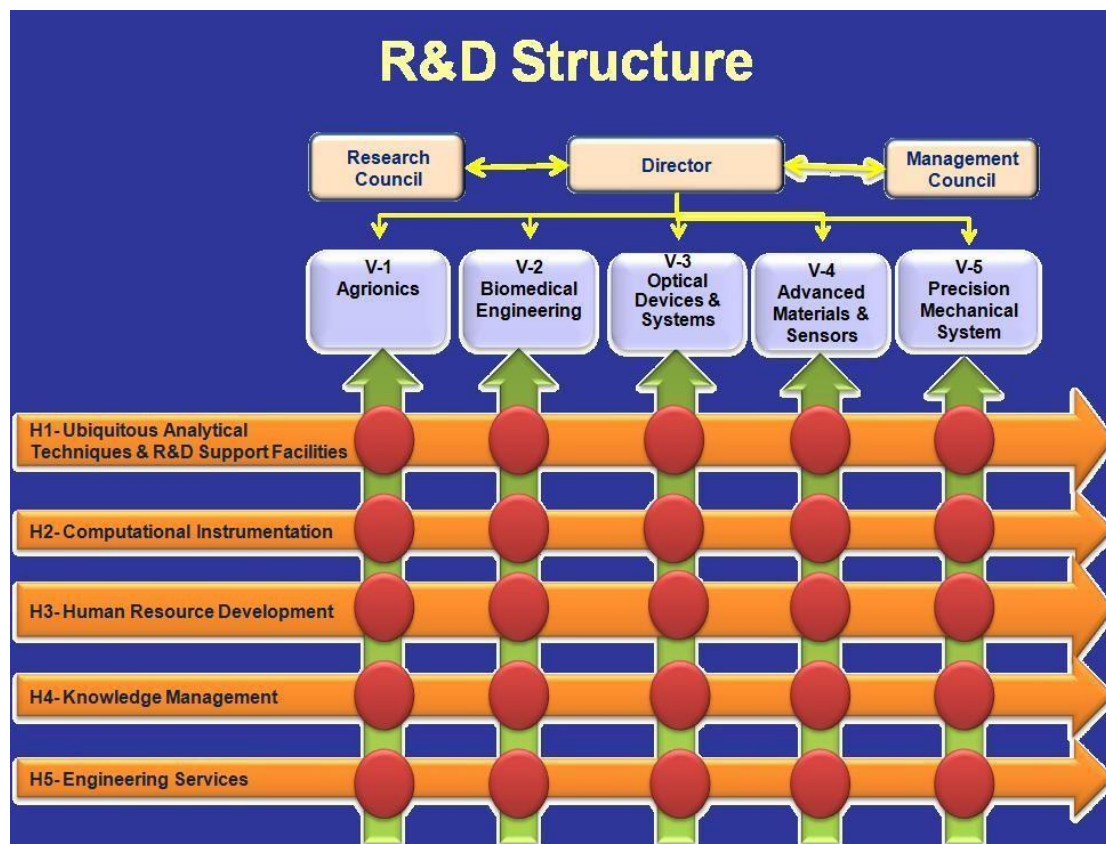 R&D Structure
Research
Council
Director
Management
Council
V-1
Agrionics
V-2
Biomedical
Engineering
V-3
Optical
Devices &
Systems
V-4
Advanced
Materials &
Sensors
V-5
Precision
Mechanical
System
H1- Ubiquitous Analytical
Techniques & R&D Support Facilities
H2- Computational Instrumentation
H3- Human Resource Development
H4- Knowledge Management
H5- Engineering Services